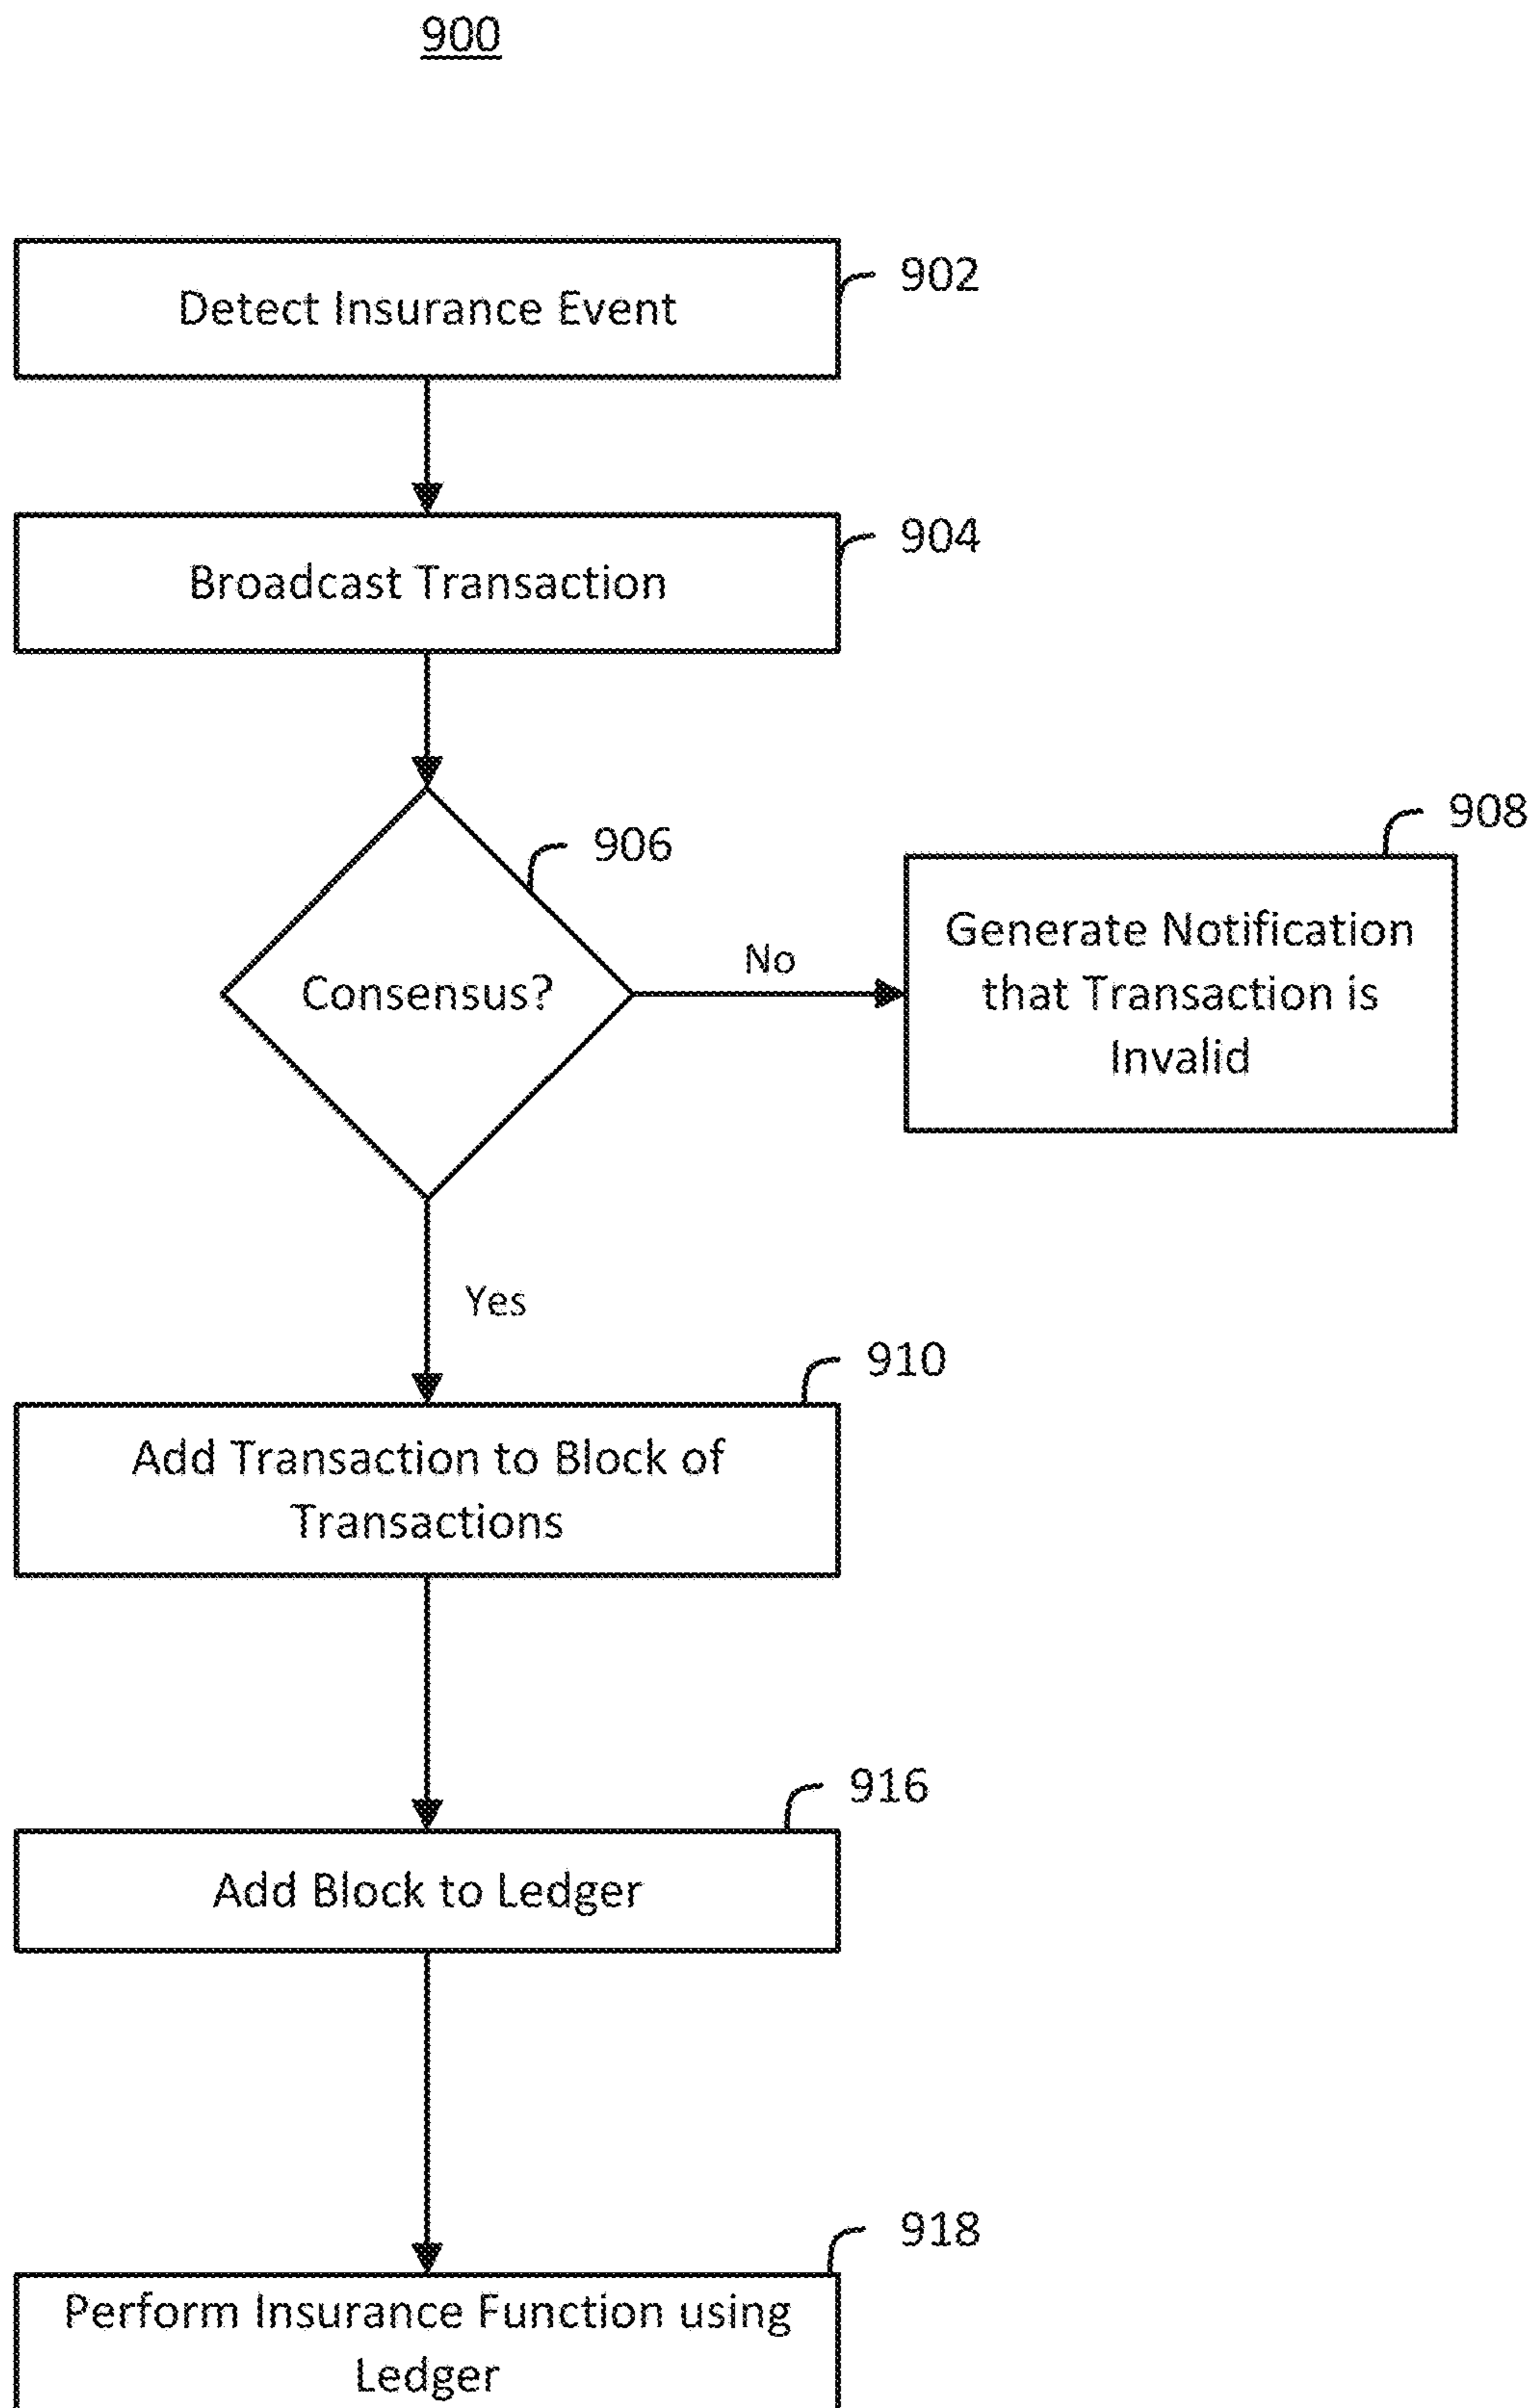 900
902
Detect Insurance Event
904
Broadcast Transaction
906
908
Consensus?
No
Generate Notification
that Transaction is
Invalid
Yes
910
Add Transaction to Block of
Transactions
916
Add Block to Ledger
918
Perform Insurance Function using
Ledger